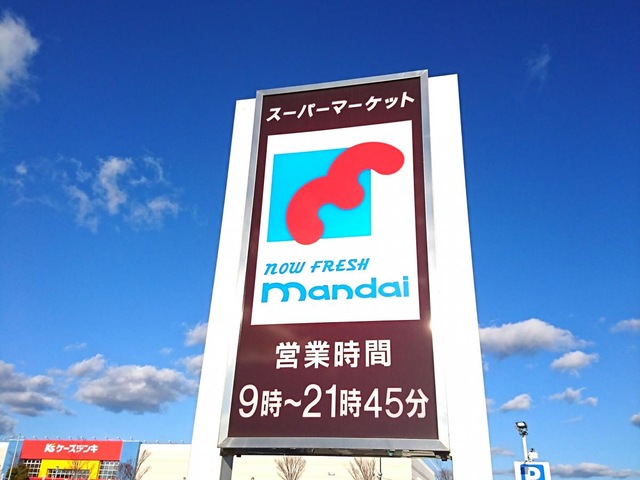 スーパーマーケット
NOW FRESH
mandai
営業時間
9時～21時45分
K's ケーズデンキ
P